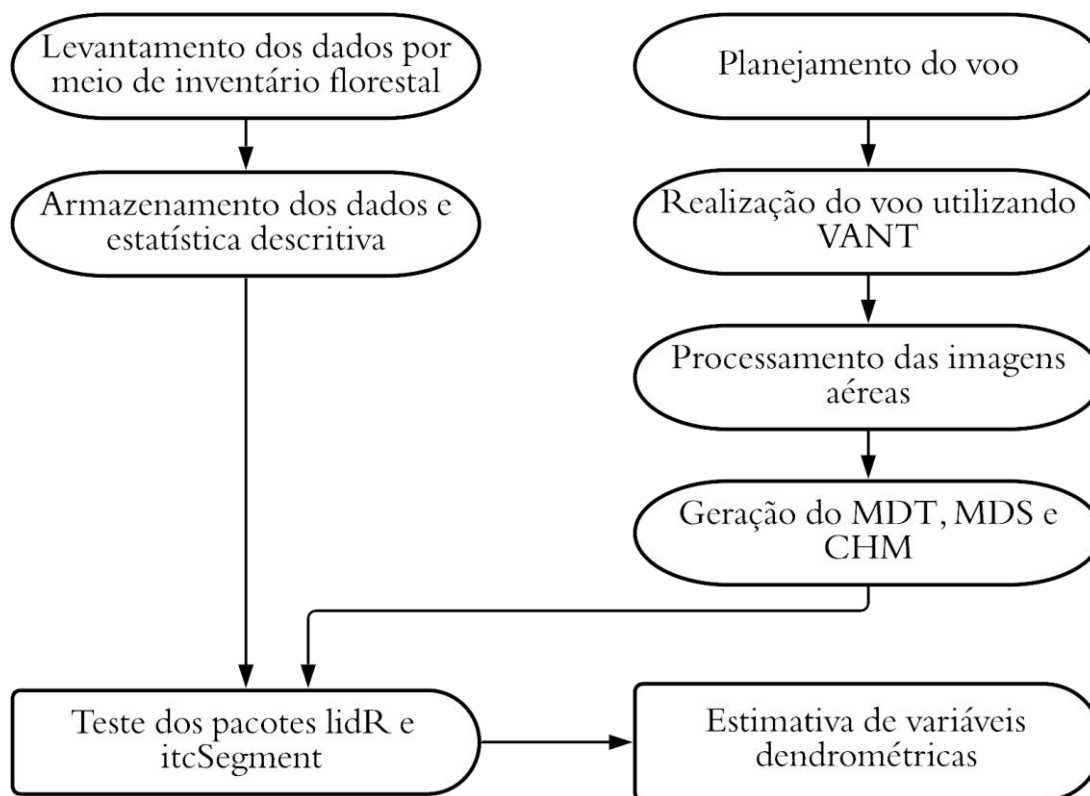 Levantamento dos dados por
meio de inventário florestal
Armazenamento dos dados e
estatística descritiva
Planejamento do voo
Realização do voo utilizando
VANT
Processamento das imagens
aéreas
Geração do MDT, MDS e
CHM
Teste dos pacotes lidR e
itcSegment
Estimativa de variáveis
dendrométricas